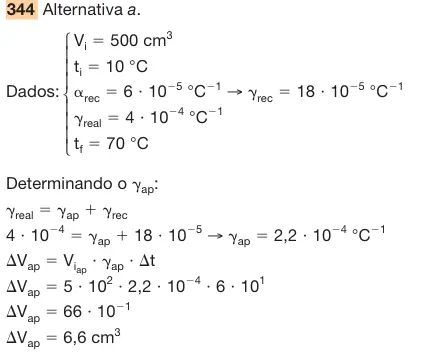 344 Alternativa a.
Vᵢ = 500 cm³
tᵢ = 10 °C
Dados: α_rec = 6 · 10⁻⁵ °C⁻¹ → γ_rec = 18 · 10⁻⁵ °C⁻¹
γ_real = 4 · 10⁻⁴ °C⁻¹
t_f = 70 °C
Determinando o γ_ap:
γ_real = γ_ap + γ_rec
4 · 10⁻⁴ = γ_ap + 18 · 10⁻⁵ → γ_ap = 2,2 · 10⁻⁴ °C⁻¹
ΔV_ap = V_i_ap · γ_ap · Δt
ΔV_ap = 5 · 10² · 2,2 · 10⁻⁴ · 6 · 10¹
ΔV_ap = 66 · 10⁻¹
ΔV_ap = 6,6 cm³